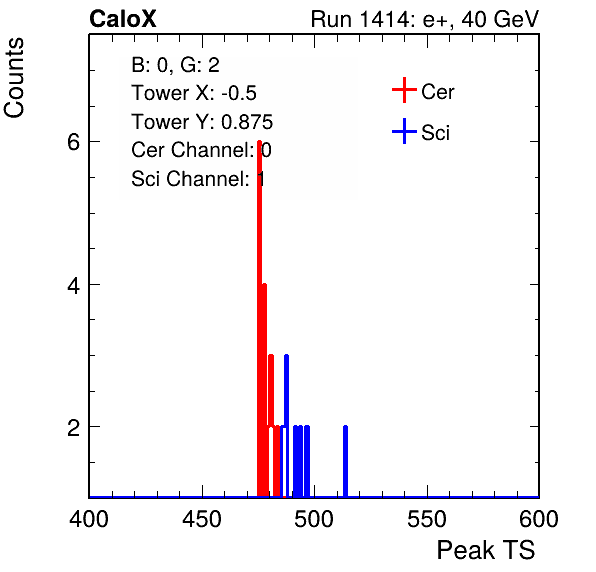 CaloX Run 1414: e+, 40 GeV
Counts
B: 0, G: 2
Tower X: -0.5
Tower Y: 0.875
Cer Channel: 0
Sci Channel: 1
Cer
Sci
6
4
2
400 450 500 550 600
Peak TS